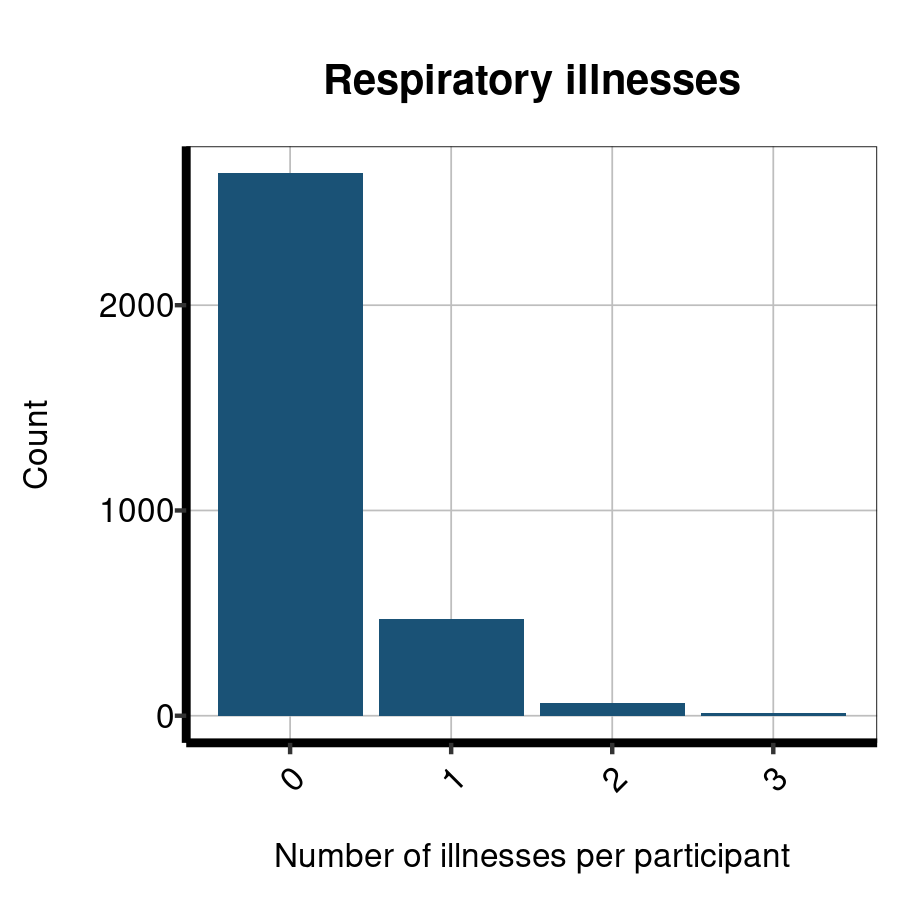 Respiratory illnesses
Count
2000
1000
0
0 1 2 3
Number of illnesses per participant